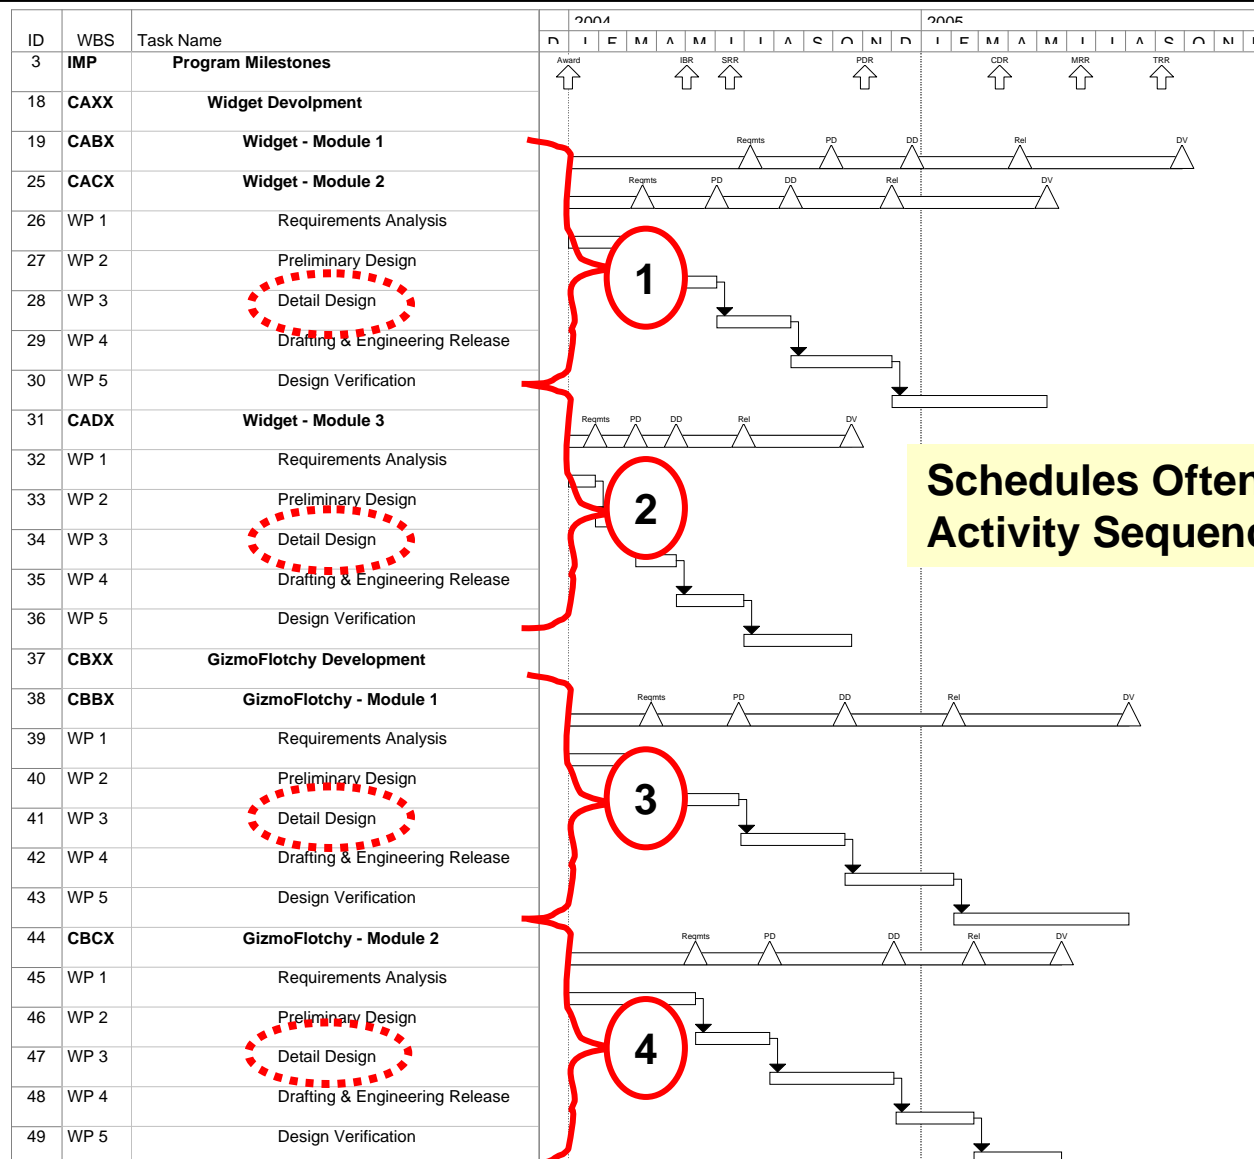 2004 2005
ID WBS Task Name D J F M A M J J A S O N D J F M A M J J A S O N
3 IMP Program Milestones Award IBR SRR PDR CDR MRR TRR
18 CAXX Widget Devolpment
19 CABX Widget - Module 1 Reqmts PD DD Rel DV
25 CACX Widget - Module 2 Reqmts PD DD Rel DV
26 WP 1 Requirements Analysis
27 WP 2 Preliminary Design
1
28 WP 3 Detail Design
29 WP 4 Drafting & Engineering Release
30 WP 5 Design Verification
31 CADX Widget - Module 3 Reqmts PD DD Rel DV
32 WP 1 Requirements Analysis
Schedules Often
33 WP 2 Preliminary Design
2
Activity Sequenc
34 WP 3 Detail Design
35 WP 4 Drafting & Engineering Release
36 WP 5 Design Verification
37 CBXX GizmoFlotchy Development
38 CBBX GizmoFlotchy - Module 1 Reqmts PD DD Rel DV
39 WP 1 Requirements Analysis
40 WP 2 Preliminary Design
3
41 WP 3 Detail Design
42 WP 4 Drafting & Engineering Release
43 WP 5 Design Verification
44 CBCX GizmoFlotchy - Module 2 Reqmts PD DD Rel DV
45 WP 1 Requirements Analysis
46 WP 2 Preliminary Design
4
47 WP 3 Detail Design
48 WP 4 Drafting & Engineering Release
49 WP 5 Design Verification